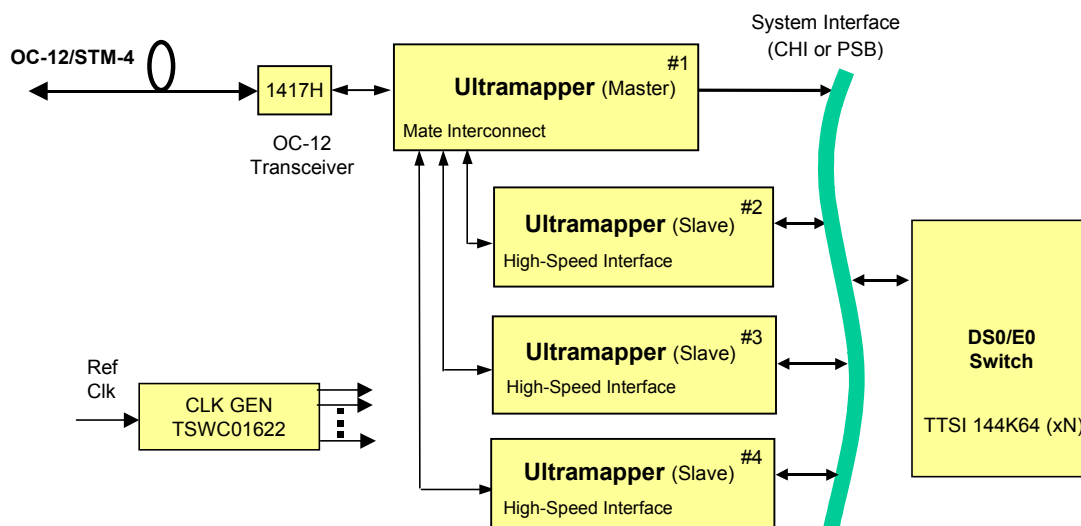 OC-12/STM-4
1417H
OC-12
Transceiver
#1
Ultramapper (Master)
Mate Interconnect
System Interface
(CHI or PSB)
#2
Ultramapper (Slave)
High-Speed Interface
#3
Ultramapper (Slave)
High-Speed Interface
#4
Ultramapper (Slave)
High-Speed Interface
Ref
Clk
CLK GEN
TSWC01622
DS0/E0
Switch
TTSI 144K64 (xN)